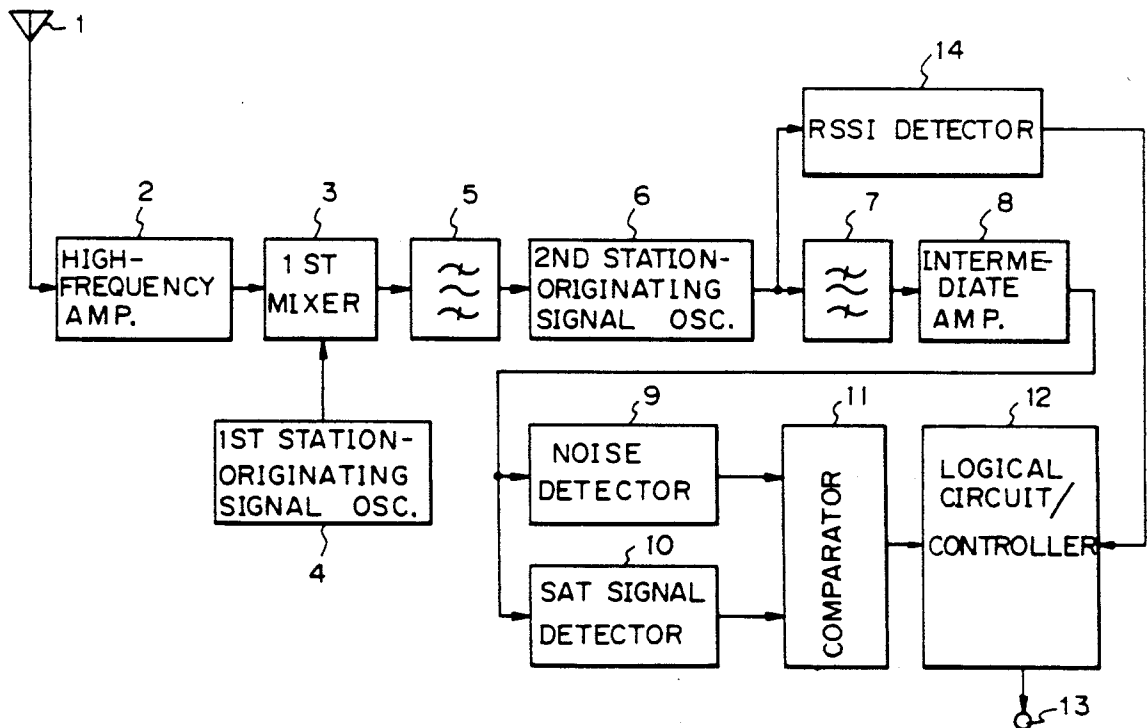 1
14
RSSI DETECTOR
2
HIGH-
FREQUENCY
AMP.
3
1 ST
MIXER
5
6
2ND STATION-
ORIGINATING
SIGNAL OSC.
7
8
INTERME-
DIATE
AMP.
1ST STATION-
ORIGINATING
SIGNAL OSC.
4
9
NOISE
DETECTOR
10
SAT SIGNAL
DETECTOR
11
COMPARATOR
12
LOGICAL
CIRCUIT/
CONTROLLER
13